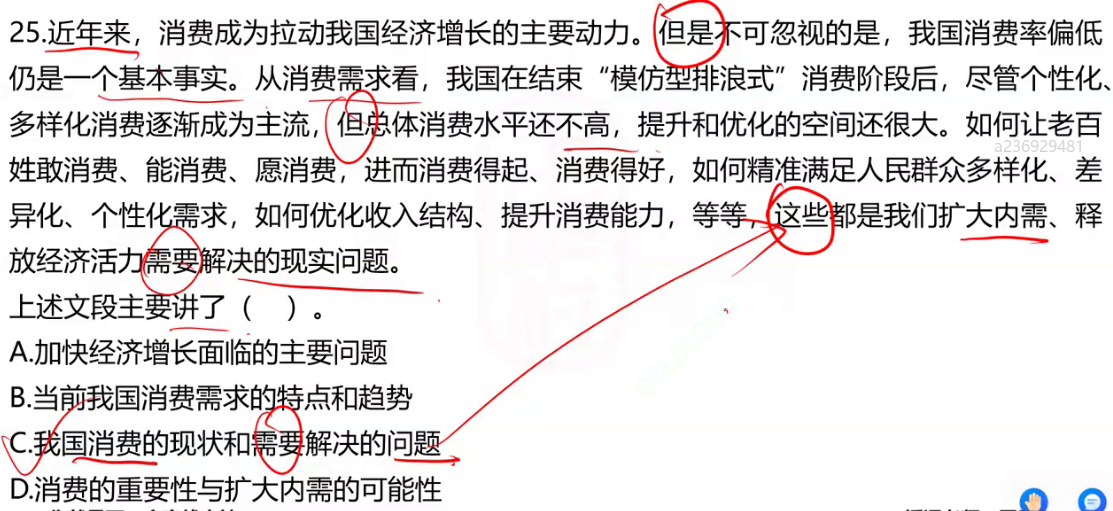 25.近年来，消费成为拉动我国经济增长的主要动力。但是不可忽视的是，我国消费率偏低
仍是一个基本事实。从消费需求看，我国在结束“模仿型排浪式”消费阶段后，尽管个性化、
多样化消费逐渐成为主流，但总体消费水平还不高，提升和优化的空间还很大。如何让老百
a236929481
姓敢消费、能消费、愿消费，进而消费得起、消费得好，如何精准满足人民群众多样化、差
异化、个性化需求，如何优化收入结构、提升消费能力，等等，这些都是我们扩大内需、释
放经济活力需要解决的现实问题。
上述文段主要讲了（ ）。
A.加快经济增长面临的主要问题
B.当前我国消费需求的特点和趋势
C.我国消费的现状和需要解决的问题
D.消费的重要性与扩大内需的可能性